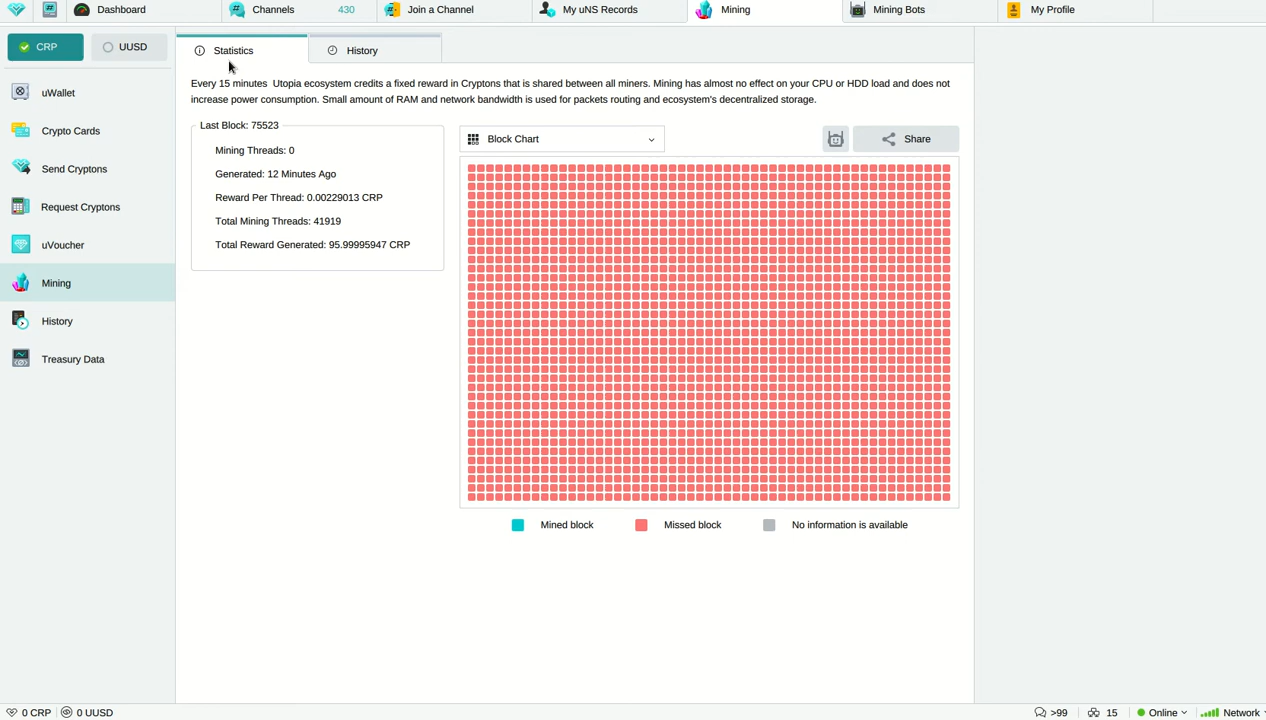 Dashboard
Channels 430
Join a Channel
My uNS Records
Mining
Mining Bots
My Profile
CRP
UUSD
Statistics
History
uWallet
Crypto Cards
Send Cryptons
Request Cryptons
uVoucher
Mining
History
Treasury Data
Every 15 minutes Utopia ecosystem credits a fixed reward in Cryptons that is shared between all miners. Mining has almost no effect on your CPU or HDD load and does not
increase power consumption. Small amount of RAM and network bandwidth is used for packets routing and ecosystem's decentralized storage.
Last Block: 75523
Mining Threads: 0
Generated: 12 Minutes Ago
Reward Per Thread: 0.00229013 CRP
Total Mining Threads: 41919
Total Reward Generated: 95.99995947 CRP
Block Chart
Share
Mined block
Missed block
No information is available
0 CRP
0 UUSD
>99
15
Online
Network